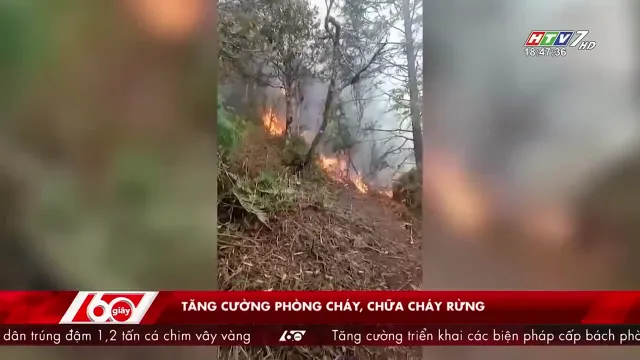 HTV7 HD
18:47:36
60 giây
TĂNG CƯỜNG PHÒNG CHÁY, CHỮA CHÁY RỪNG
dân trúng đậm 1,2 tấn cá chim vây vàng 60 Tăng cường triển khai các biện pháp cấp bách ph